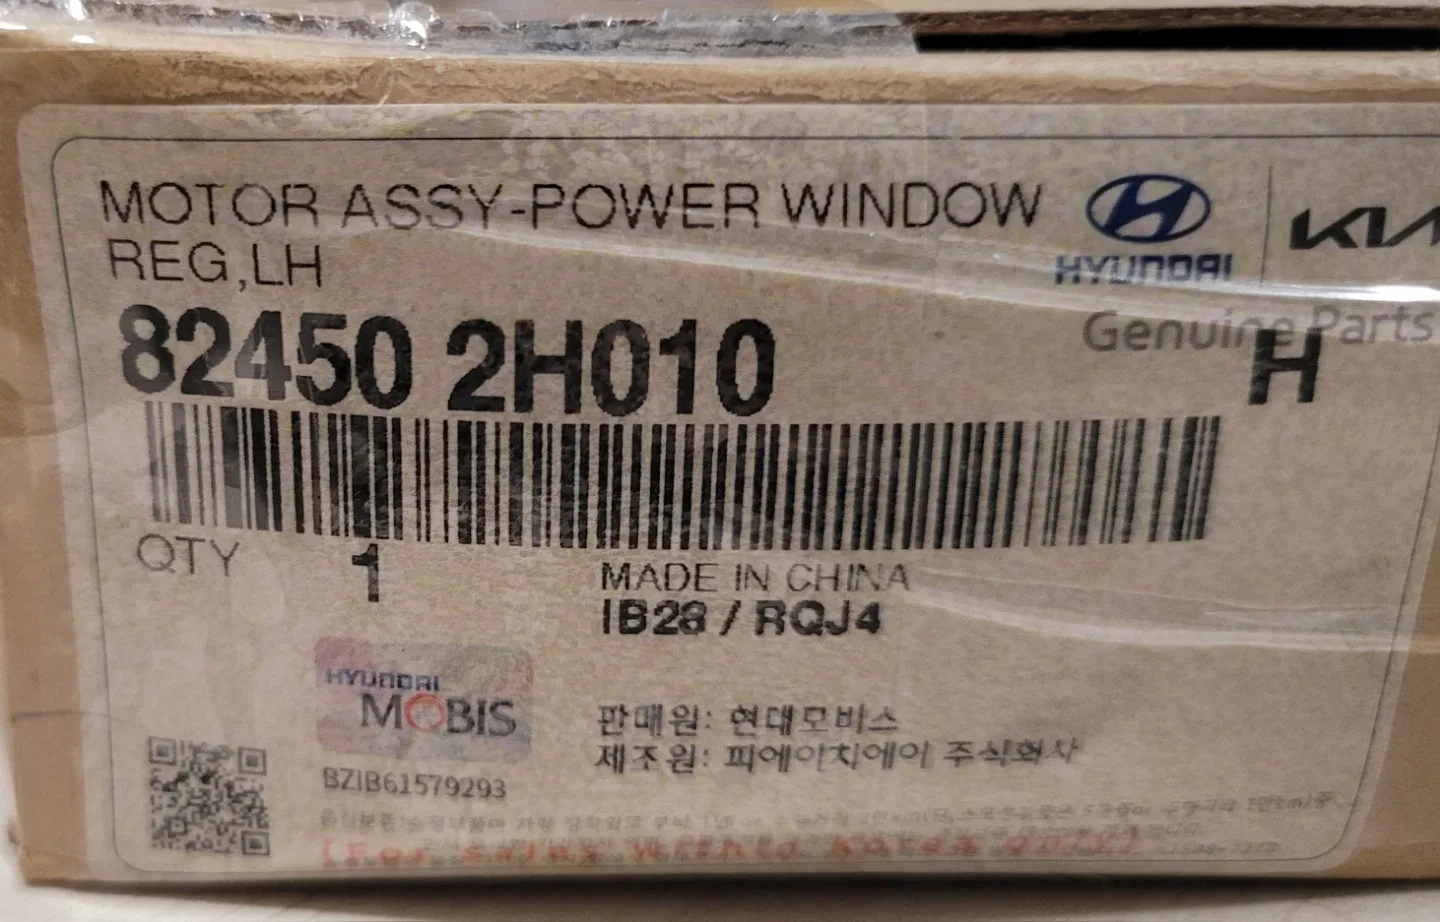 MOTOR ASSY-POWER WINDOW
REG,LH
HYUNDAI
KIA
Genuine Parts
82450 2H010
H
QTY 1
MADE IN CHINA
IB28 / RQJ4
HYUNDAI
MOBIS
BZIB61579293
판매원: 현대모비스
제조원: 피에이치에이 주식회사